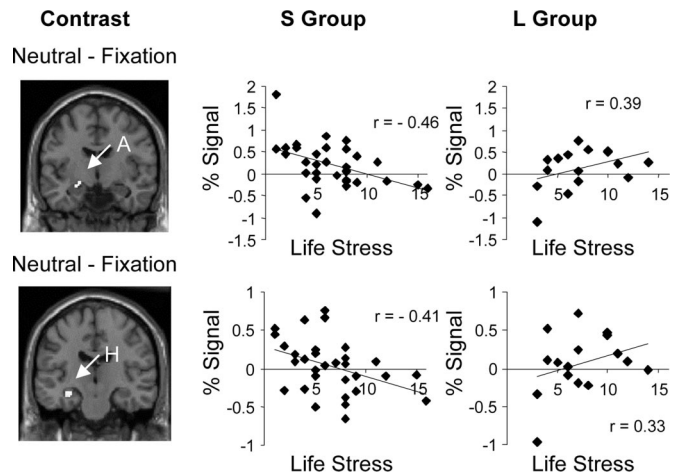 Contrast
S Group
L Group
Neutral - Fixation
A
% Signal
2
1.5
1
0.5
0
-0.5
-1
-1.5
5
10
15
r = - 0.46
Life Stress
% Signal
2
1.5
1
0.5
0
-0.5
-1
-1.5
5
10
15
r = 0.39
Life Stress
Neutral - Fixation
H
% Signal
1
0.5
0
-0.5
-1
5
10
15
r = - 0.41
Life Stress
% Signal
1
0.5
0
-0.5
-1
5
10
15
r = 0.33
Life Stress